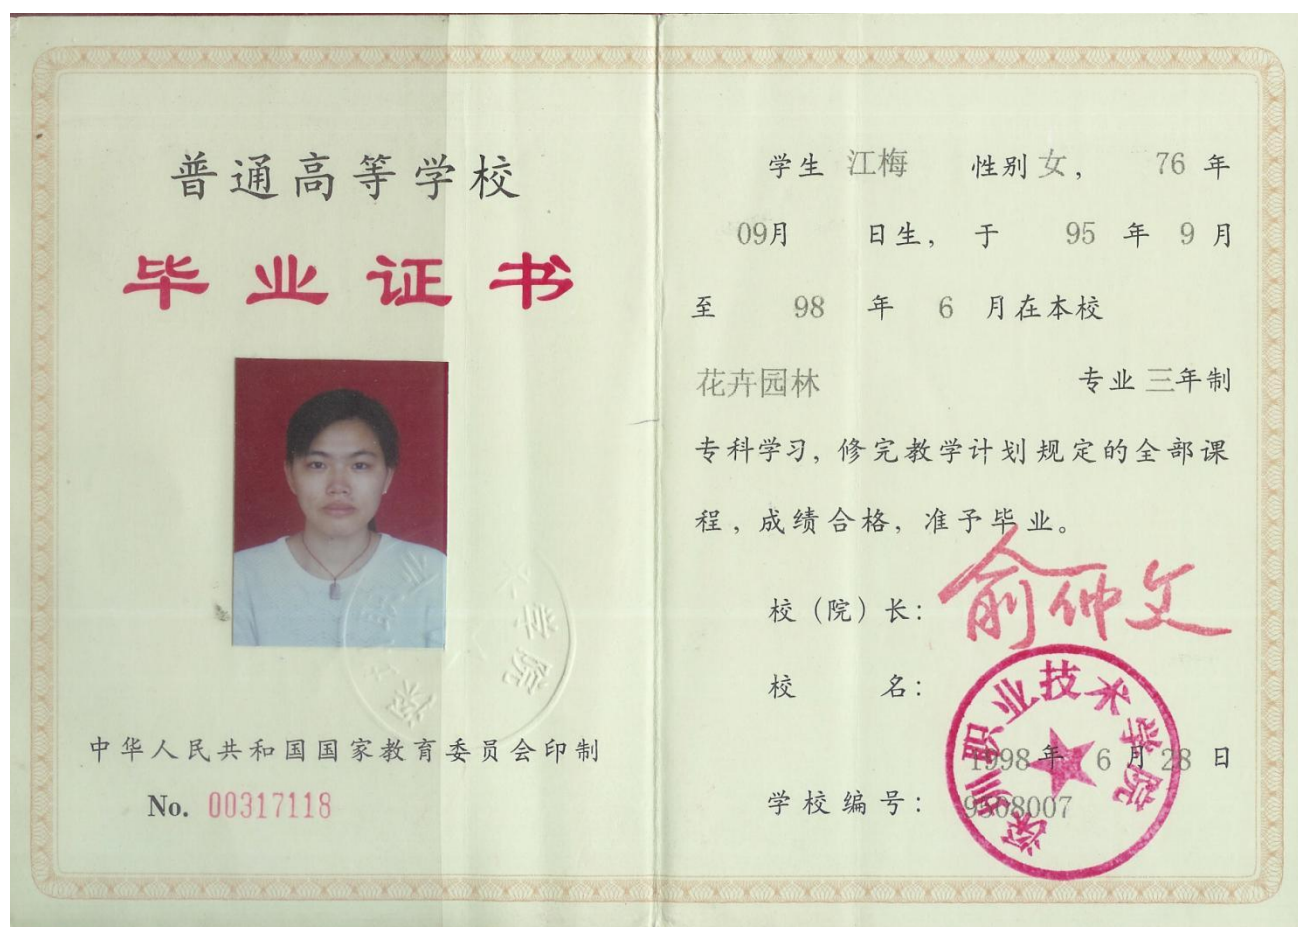 普通高等学校
毕业证书
中华人民共和国国家教育委员会印制
No. 00317118
学生 江梅 性别 女， 76 年
09月 日生， 于 95 年 9 月
至 98 年 6 月在本校
花卉园林 专业 三年制
专科学习，修完教学计划规定的全部课
程，成绩合格，准予毕业。
校（院）长： 俞仲文
校 名：
深圳职业技术学院
1998 年 6 月 28 日
学校编号： 9508007